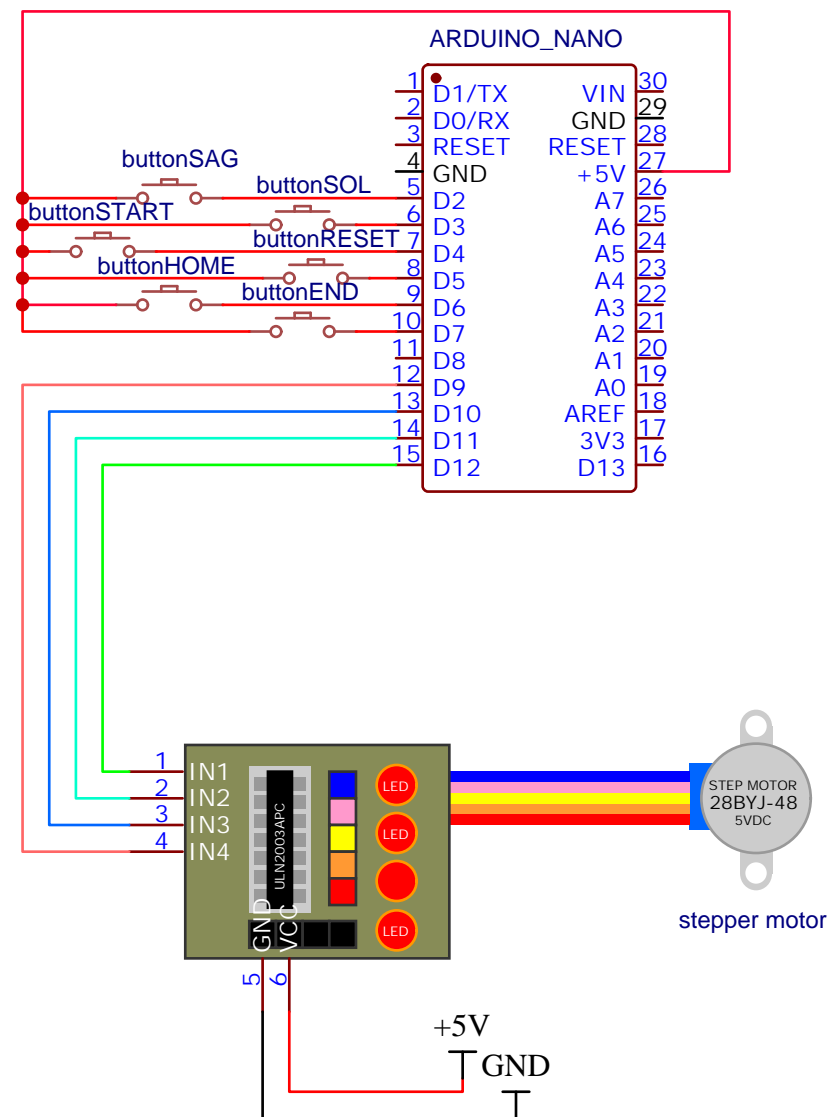 ARDUINO_NANO
1 D1/TX VIN 30
2 D0/RX GND 29
3 RESET RESET 28
4 GND +5V 27
5 D2 A7 26
6 D3 A6 25
7 D4 A5 24
8 D5 A4 23
9 D6 A3 22
10 D7 A2 21
11 D8 A1 20
12 D9 A0 19
13 D10 AREF 18
14 D11 3V3 17
15 D12 D13 16
buttonSAG
buttonSOL
buttonSTART
buttonRESET
buttonHOME
buttonEND
1 IN1
2 IN2
3 IN3
4 IN4
ULN2003APC
LED
LED
LED
GND
VCC
5
6
STEP MOTOR
28BYJ-48
5VDC
stepper motor
+5V
GND